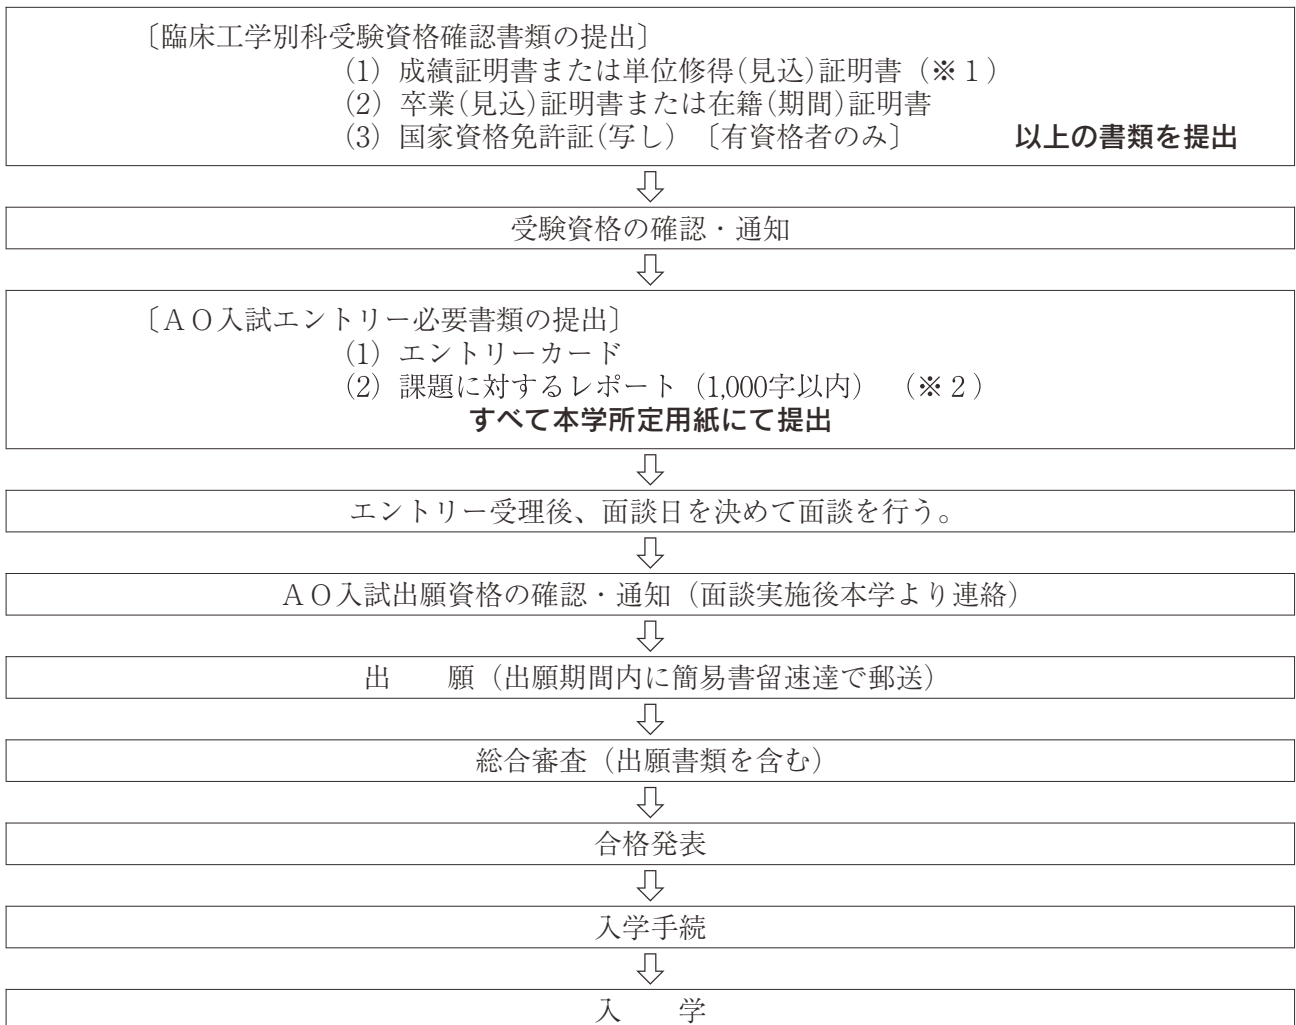 〔臨床工学別科受験資格確認書類の提出〕
(1) 成績証明書または単位修得(見込)証明書（※１）
(2) 卒業(見込)証明書または在籍(期間)証明書
(3) 国家資格免許証(写し)〔有資格者のみ〕　以上の書類を提出
⇩
受験資格の確認・通知
⇩
〔ＡＯ入試エントリー必要書類の提出〕
(1) エントリーカード
(2) 課題に対するレポート（1,000字以内）（※２）
すべて本学所定用紙にて提出
⇩
エントリー受理後、面談日を決めて面談を行う。
⇩
ＡＯ入試出願資格の確認・通知（面談実施後本学より連絡）
⇩
出　　願（出願期間内に簡易書留速達で郵送）
⇩
総合審査（出願書類を含む）
⇩
合格発表
⇩
入学手続
⇩
入　　学